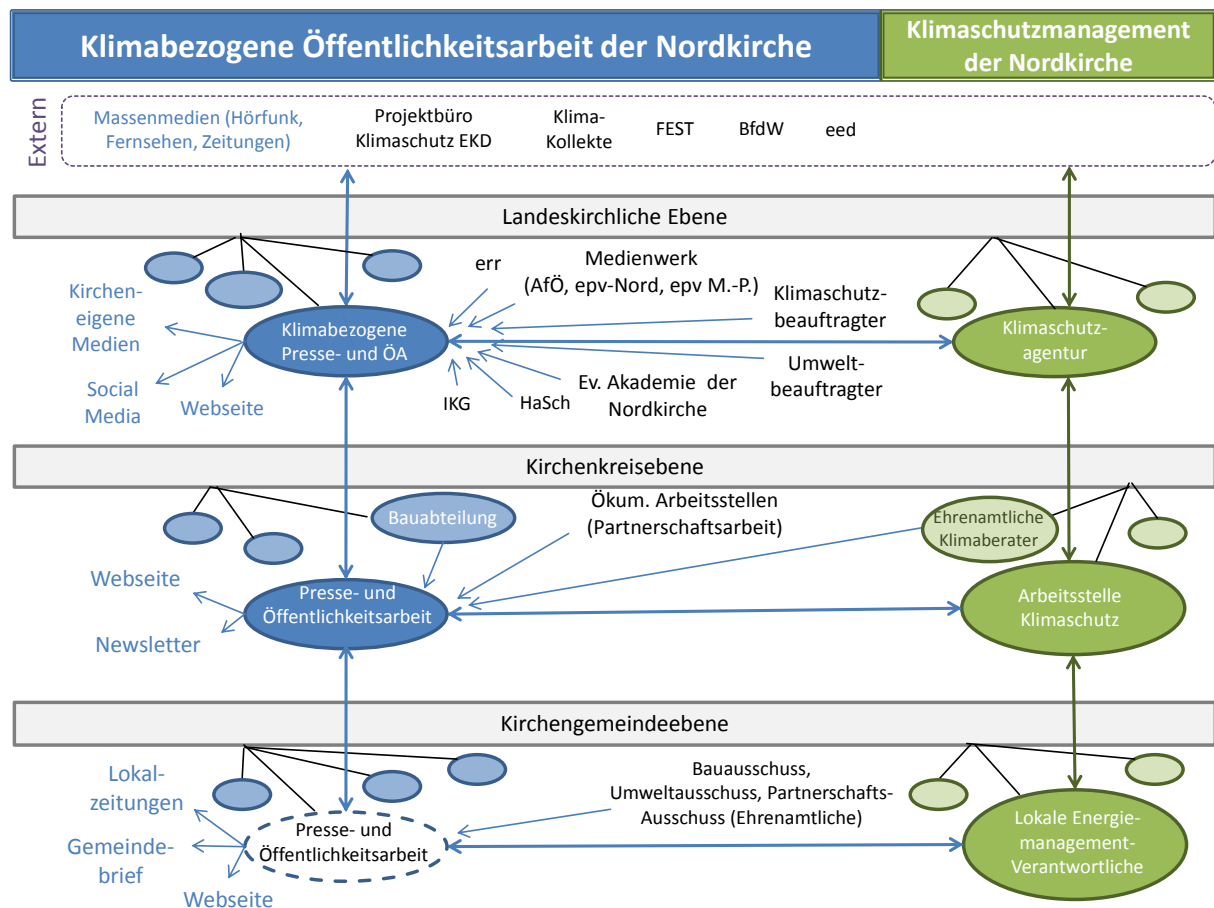 Klimabezogene Öffentlichkeitsarbeit der Nordkirche
Klimaschutzmanagement
der Nordkirche
Extern
Massenmedien (Hörfunk,
Fernsehen, Zeitungen)
Projektbüro
Klimaschutz EKD
Klima-
Kollekte
FEST
BfdW
eed
Landeskirchliche Ebene
err
Medienwerk
(AfÖ, epv-Nord, epv M.-P.)
Kirchen-
eigene
Medien
Klimabezogene
Presse- und ÖA
Klimaschutz-
beauftragter
Klimaschutz-
agentur
Social
Media
Webseite
IKG
HaSch
Ev. Akademie der
Nordkirche
Umwelt-
beauftragter
Kirchenkreisebene
Bauabteilung
Ökum. Arbeitsstellen
(Partnerschaftsarbeit)
Ehrenamtliche
Klimaberater
Webseite
Newsletter
Presse- und
Öffentlichkeitsarbeit
Arbeitsstelle
Klimaschutz
Kirchengemeindeebene
Lokal-
zeitungen
Gemeinde-
brief
Webseite
Presse- und
Öffentlichkeitsarbeit
Bauausschuss,
Umweltausschuss, Partnerschafts-
Ausschuss (Ehrenamtliche)
Lokale Energie-
management-
Verantwortliche